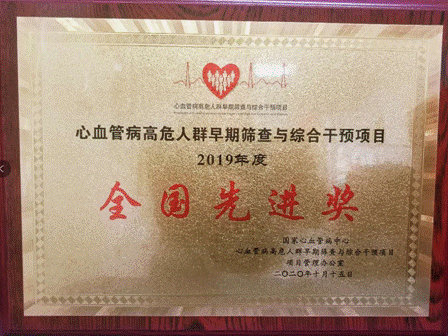 心血管病高危人群早期筛查与综合干预项目
心血管病高危人群早期筛查与综合干预项目
2019年度
全国先进奖
国家心血管病中心
心血管病高危人群早期筛查与综合干预项目
项目管理办公室
二〇二〇年十月十五日